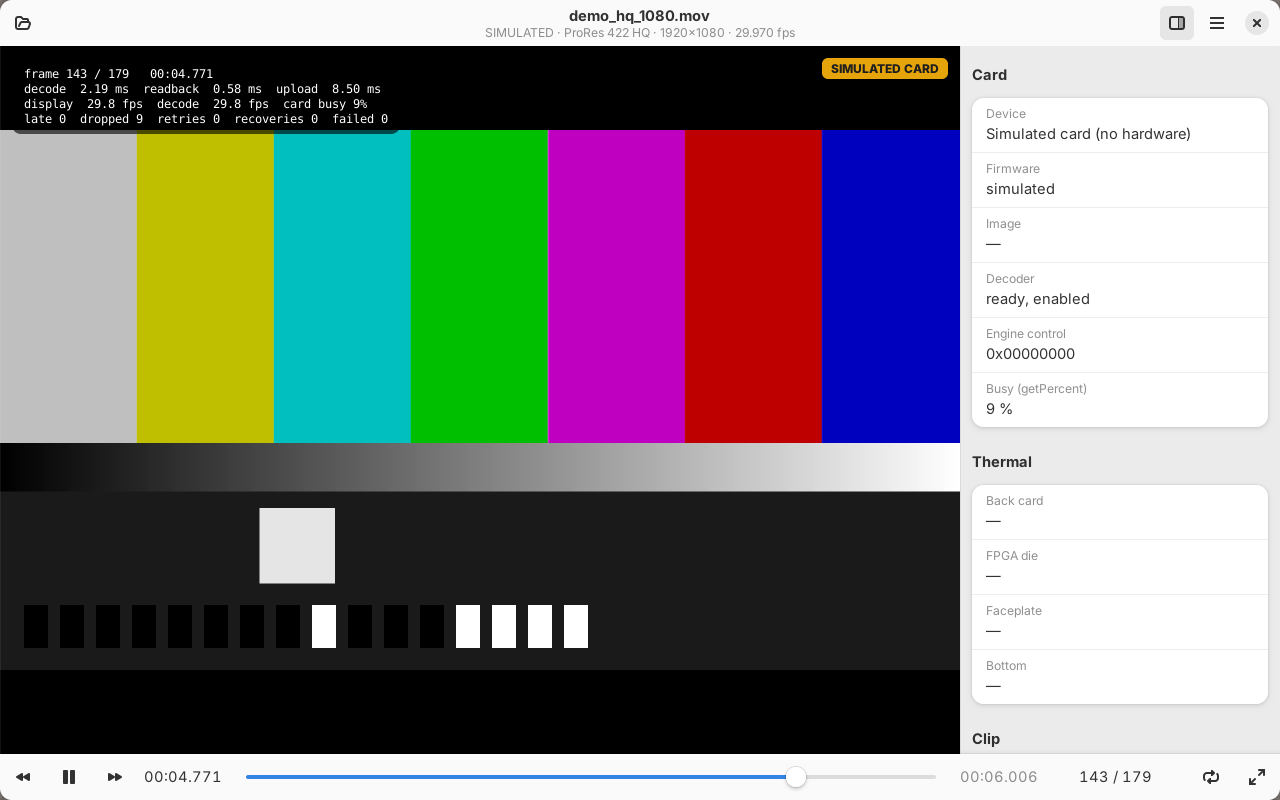 demo_hq_1080.mov
SIMULATED · ProRes 422 HQ · 1920×1080 · 29.970 fps
frame 143 / 179 00:04.771
decode 2.19 ms readback 0.58 ms upload 8.50 ms
display 29.8 fps decode 29.8 fps card busy 9%
late 0 dropped 9 retries 0 recoveries 0 failed 0
SIMULATED CARD
Card
Device
Simulated card (no hardware)
Firmware
simulated
Image
—
Decoder
ready, enabled
Engine control
0x00000000
Busy (getPercent)
9 %
Thermal
Back card
—
FPGA die
—
Faceplate
—
Bottom
—
Clip
00:04.771
00:06.006
143 / 179